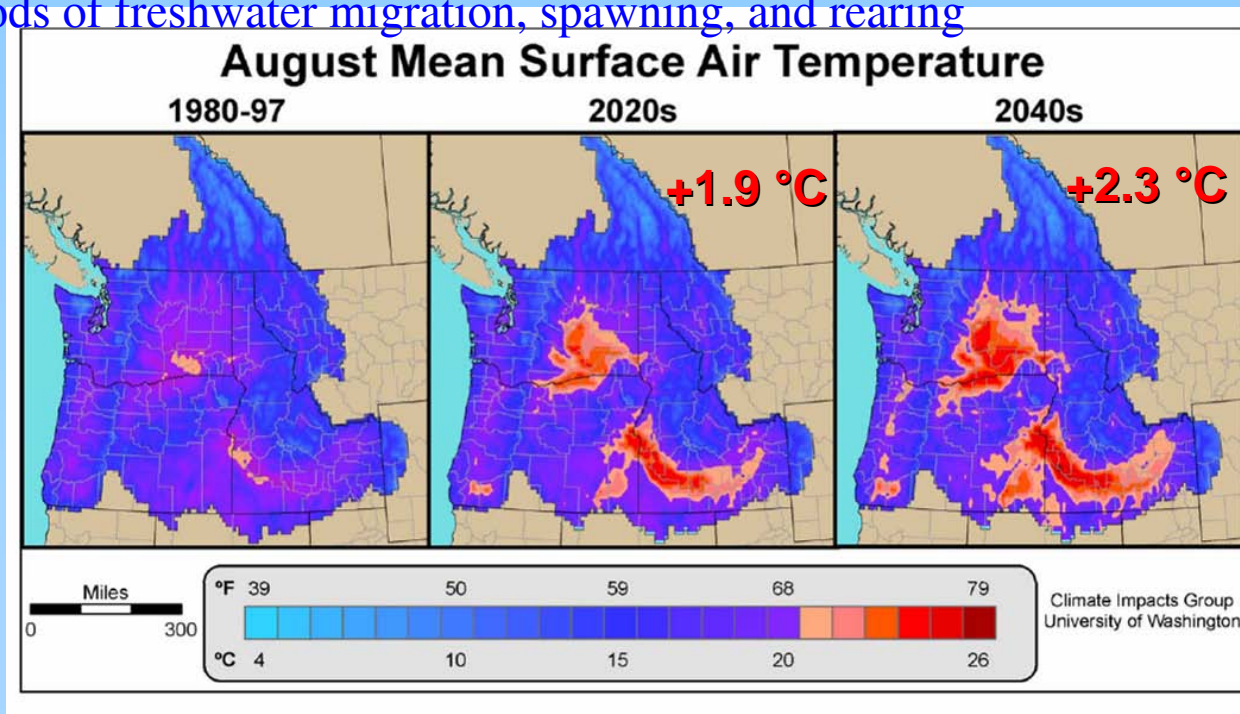 of freshwater migration, spawning, and rearing
August Mean Surface Air Temperature
1980-97 2020s 2040s
+1.9 °C +2.3 °C
Miles
0 300
ºF 39 50 59 68 79
ºC 4 10 15 20 26
Climate Impacts Group
University of Washington